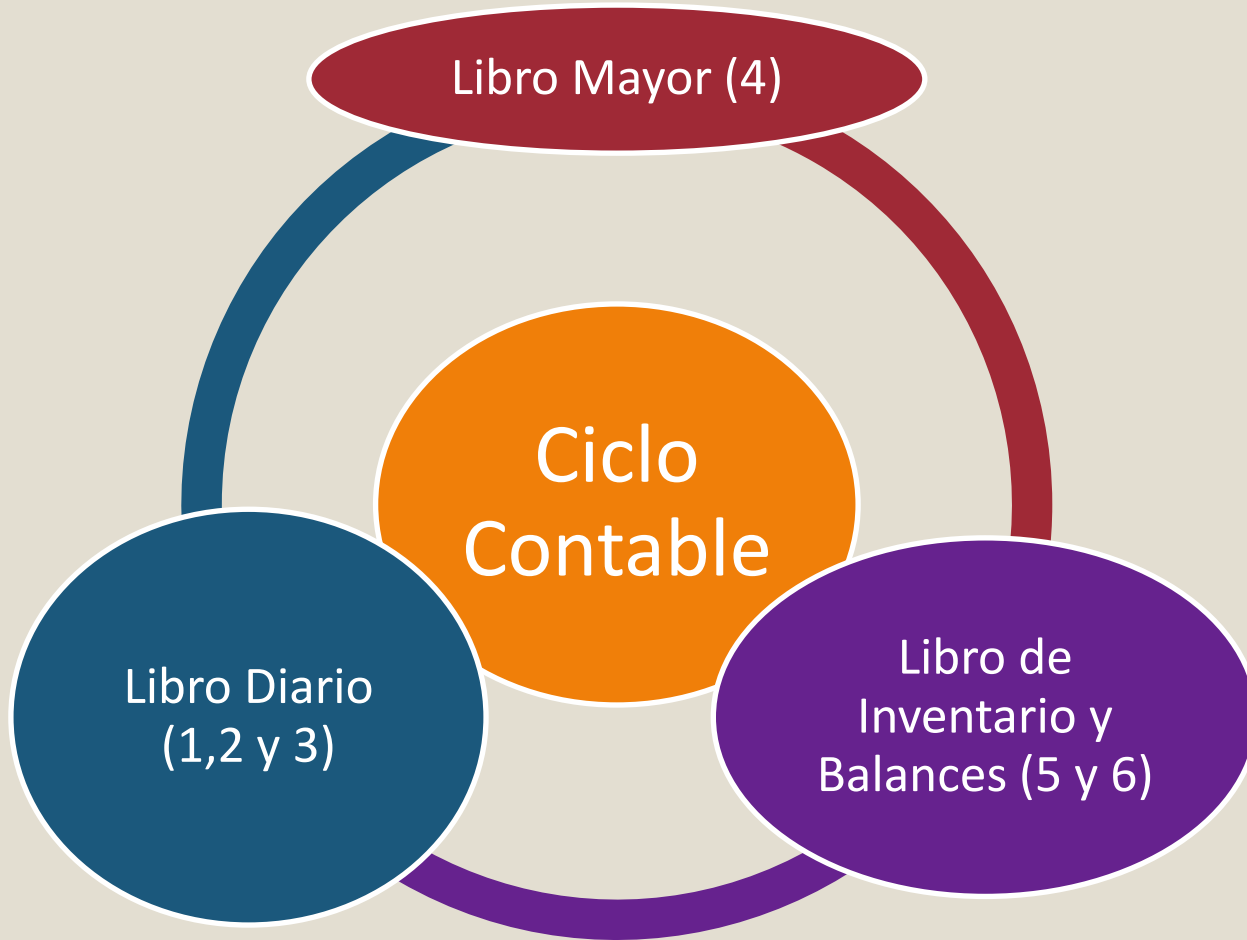 Libro Mayor (4)
Ciclo
Contable
Libro Diario
(1,2 y 3)
Libro de
Inventario y
Balances (5 y 6)